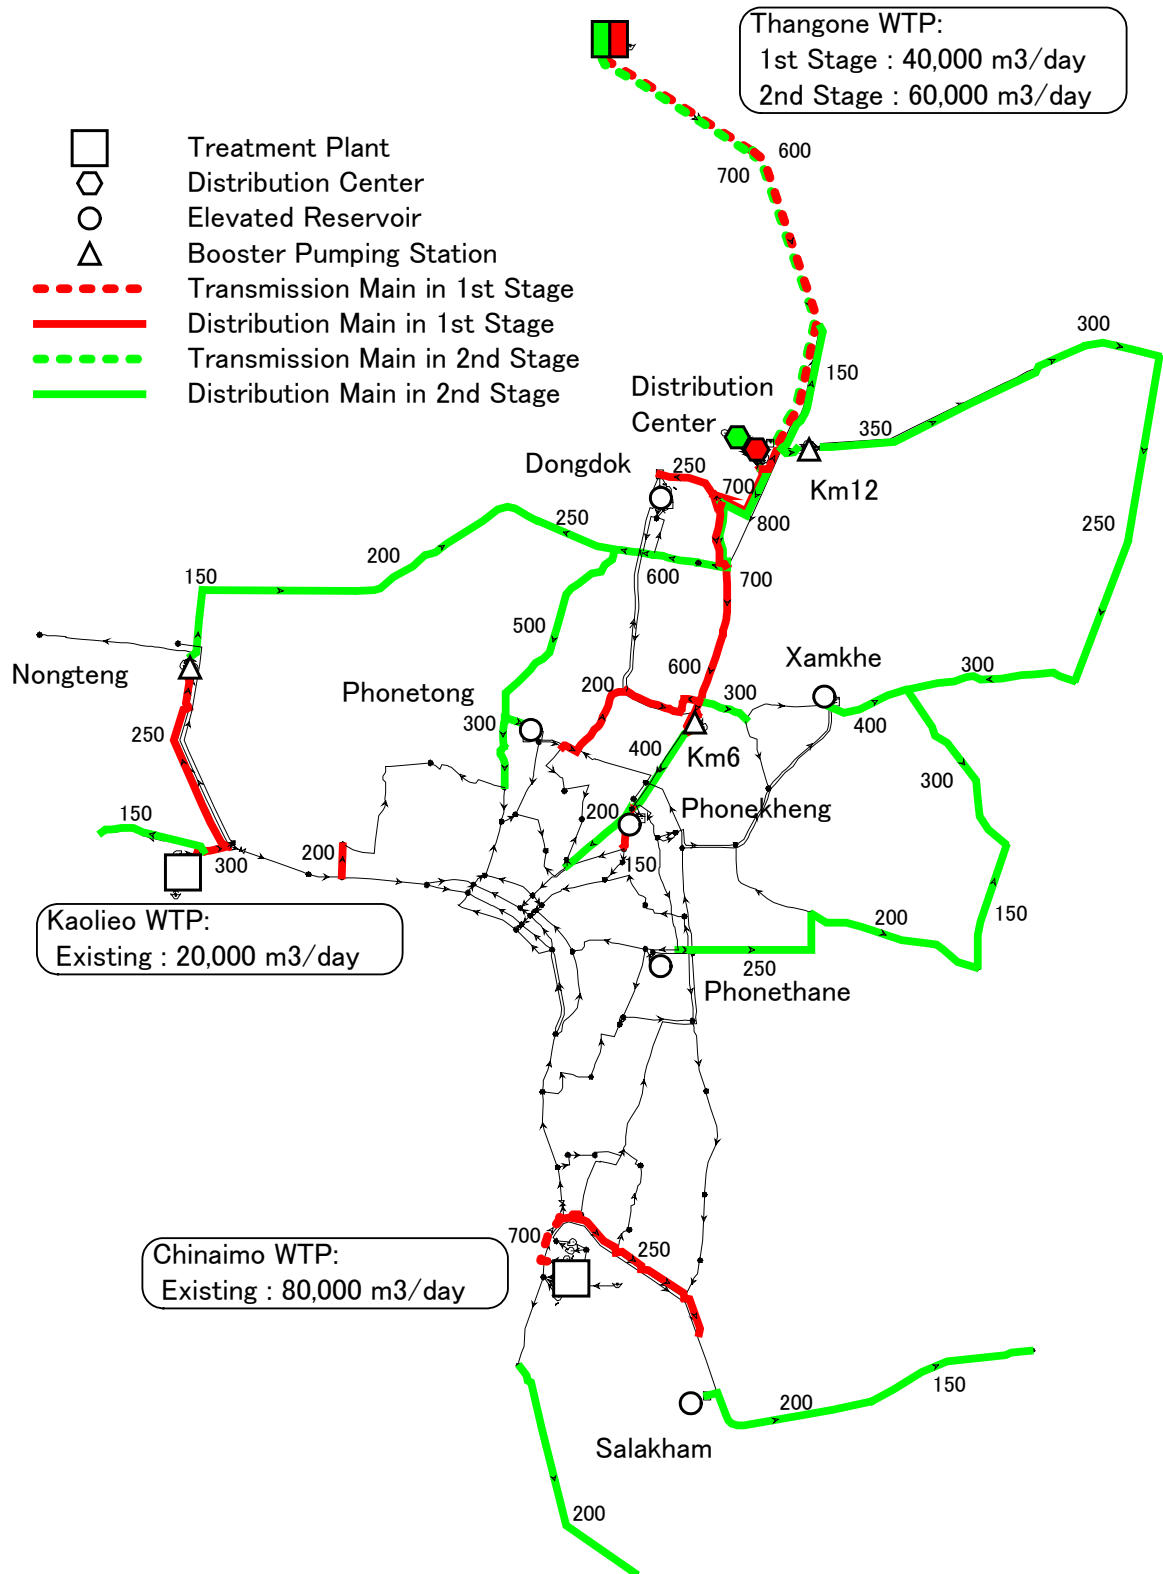 Thangone WTP:
1st Stage : 40,000 m3/day
2nd Stage : 60,000 m3/day
Treatment Plant
Distribution Center
Elevated Reservoir
Booster Pumping Station
Transmission Main in 1st Stage
Distribution Main in 1st Stage
Transmission Main in 2nd Stage
Distribution Main in 2nd Stage
600
700
300
150
Distribution
Center
350
Dongdok
250
700
Km12
800
250
250
200
600
700
150
500
Xamkhe
Nongteng
Phonetong
600
200
300
300
300
400
250
400
Km6
300
150
200
Phonekheng
300
200
150
200
150
Kaolieo WTP:
Existing : 20,000 m3/day
250
Phonethane
700
250
Chinaimo WTP:
Existing : 80,000 m3/day
150
200
Salakham
200